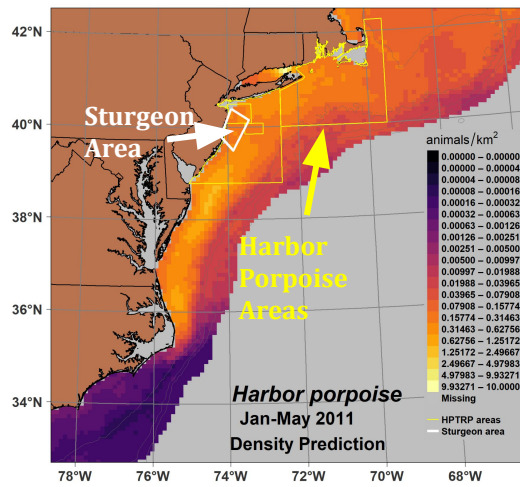 42°N
40°N
38°N
36°N
34°N
78°W
76°W
74°W
72°W
70°W
68°W
Sturgeon
Area
Harbor
Porpoise
Areas
Harbor porpoise
Jan-May 2011
Density Prediction
animals/km²
0.00000 – 0.00000
0.00000 – 0.00004
0.00004 – 0.00008
0.00008 – 0.00016
0.00016 – 0.00032
0.00032 – 0.00063
0.00063 – 0.00126
0.00126 – 0.00251
0.00251 – 0.00500
0.00500 – 0.00997
0.00997 – 0.01988
0.01988 – 0.03965
0.03965 – 0.07908
0.07908 – 0.15774
0.15774 – 0.31463
0.31463 – 0.62756
0.62756 – 1.25172
1.25172 – 2.49667
2.49667 – 4.97983
4.97983 – 9.93271
9.93271 – 10.0000
Missing
HPTRP areas
Sturgeon area